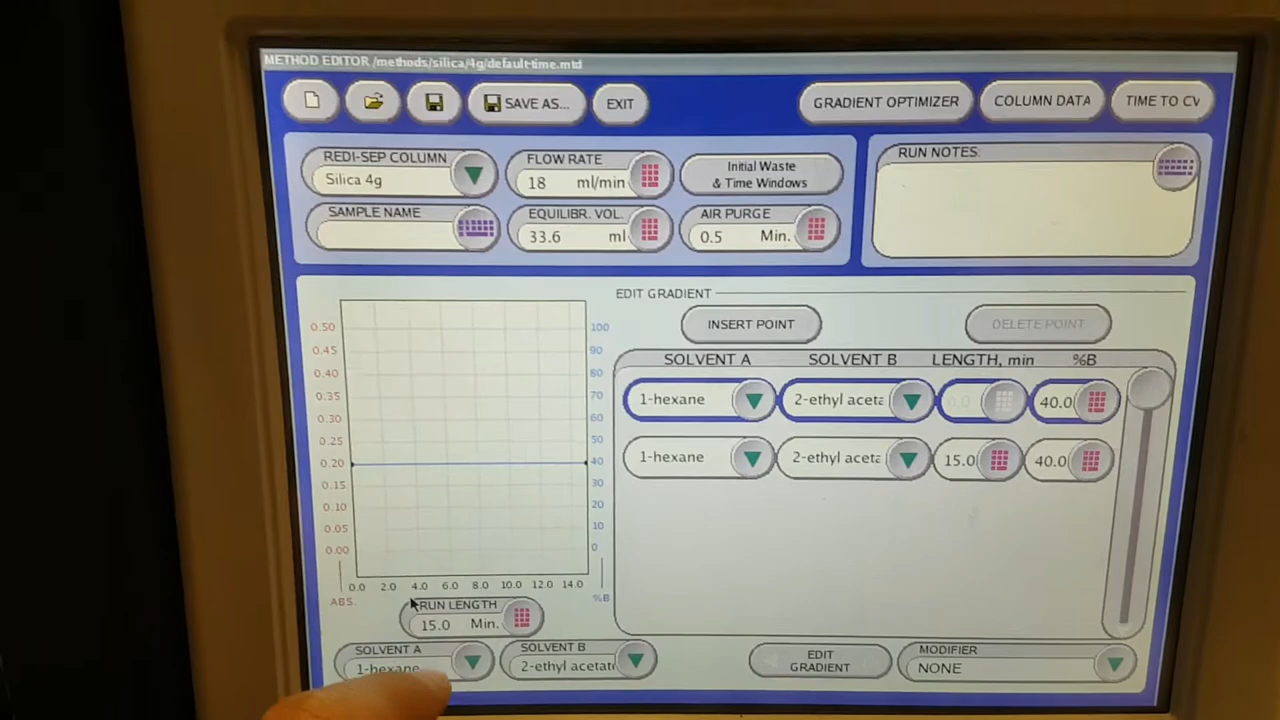 METHOD EDITOR /methods/silica/4g/default-time.mtd
SAVE AS... EXIT GRADIENT OPTIMIZER COLUMN DATA TIME TO CV
REDI-SEP COLUMN
Silica 4g
FLOW RATE
18 ml/min
Initial Waste
& Time Windows
RUN NOTES:
SAMPLE NAME
EQUILIBR. VOL.
33.6 ml
AIR PURGE
0.5 Min.
EDIT GRADIENT
INSERT POINT DELETE POINT
SOLVENT A SOLVENT B LENGTH, min %B
1-hexane 2-ethyl aceta 0.0 40.0
1-hexane 2-ethyl aceta 15.0 40.0
0.50 100
0.45 90
0.40 80
0.35 70
0.30 60
0.25 50
0.20 40
0.15 30
0.10 20
0.05 10
0.00 0
0.0 2.0 4.0 6.0 8.0 10.0 12.0 14.0
ABS. %B
RUN LENGTH
15.0 Min.
SOLVENT A
1-hexane
SOLVENT B
2-ethyl acetate
EDIT
GRADIENT
MODIFIER
NONE